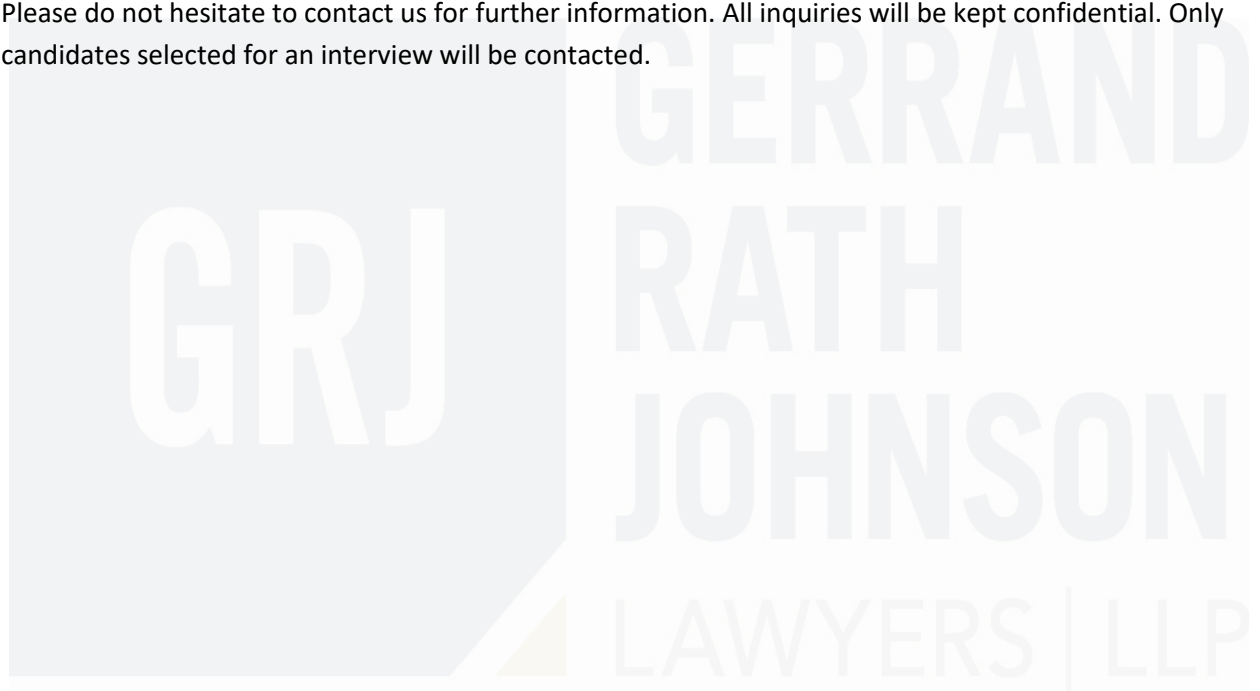 Please do not hesitate to contact us for further information. All inquiries will be kept confidential. Only
candidates selected for an interview will be contacted.
GRJ
GERRAND
RATH
JOHNSON
LAWYERS | LLP